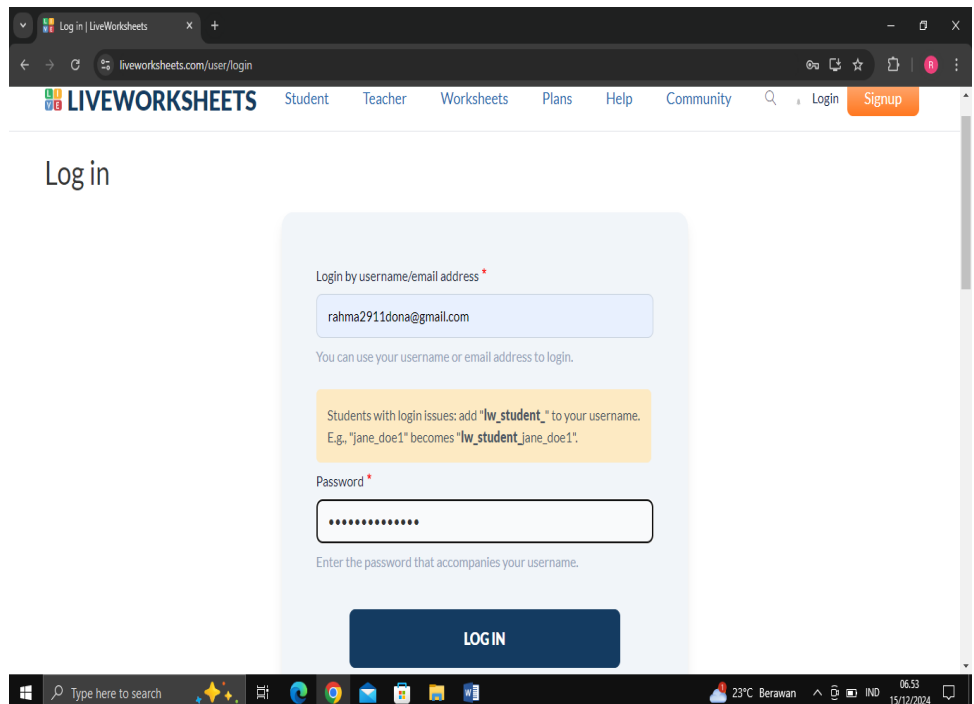 Log in | LiveWorksheets
liveworksheets.com/user/login
R
LIVE LIVEWORKSHEETS Student Teacher Worksheets Plans Help Community Login Signup
Log in
Login by username/email address *
rahma2911dona@gmail.com
You can use your username or email address to login.
Students with login issues: add "lw_student_" to your username.
E.g., "jane_doe1" becomes "lw_student_jane_doe1".
Password *
••••••••••••••
Enter the password that accompanies your username.
LOG IN
Type here to search
23°C Berawan
IND
06.53
15/12/2024